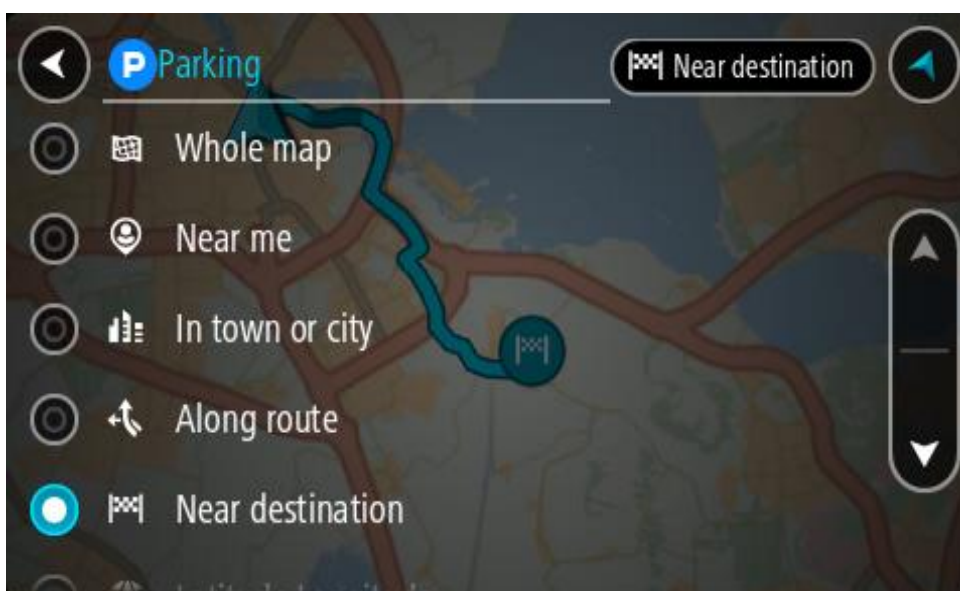 P Parking
Near destination
Whole map
Near me
In town or city
Along route
Near destination